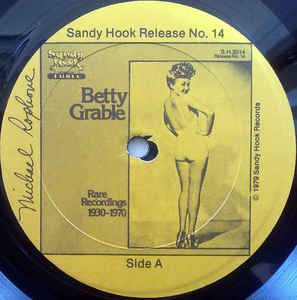 Sandy Hook Release No. 14
Sandy
Hook
S.H.2014
Release No. 14
Betty
Grable
Rare
Recordings
1930-1970
Michael
© 1979 Sandy Hook Records
Side A